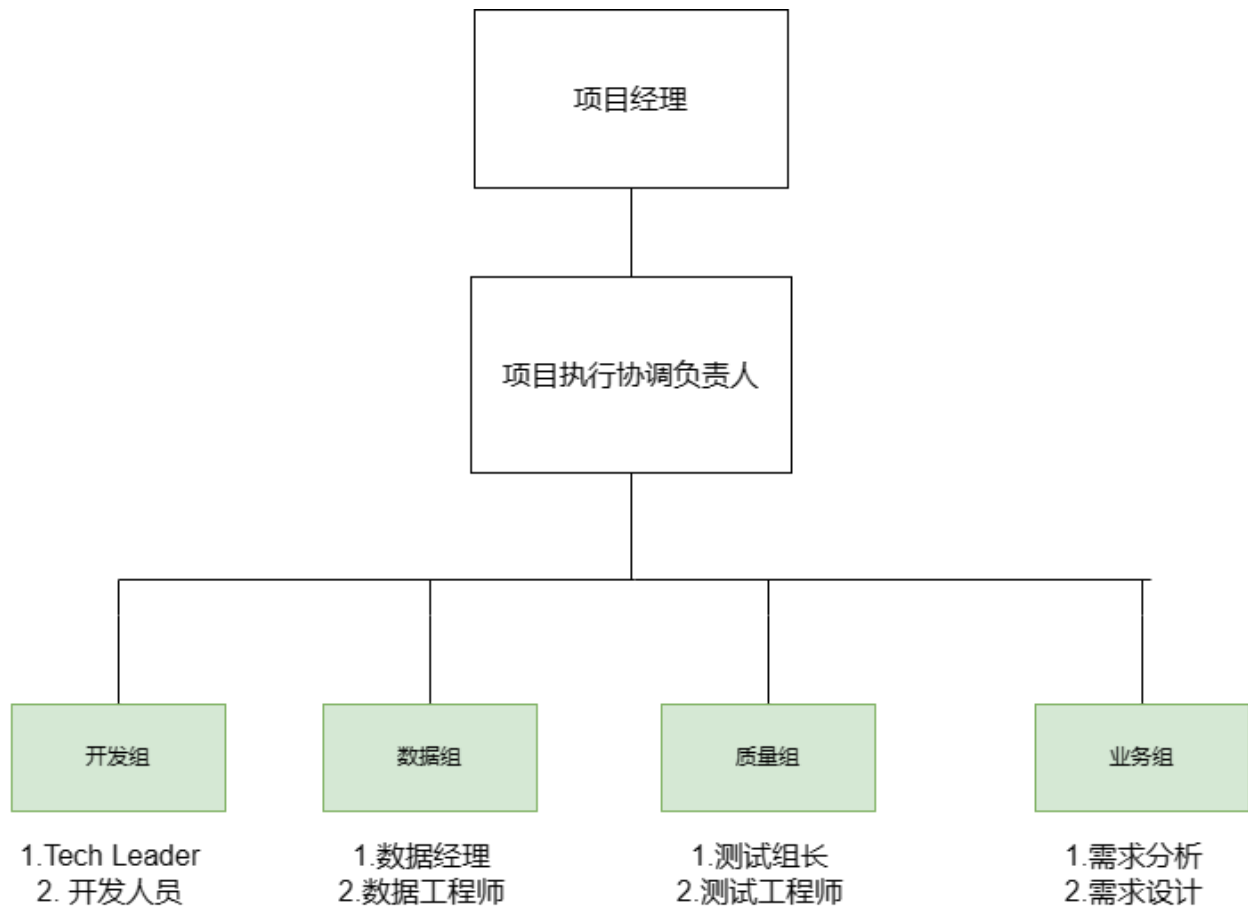 项目经理
项目执行协调负责人
开发组
数据组
质量组
业务组
1.Tech Leader
2. 开发人员
1.数据经理
2.数据工程师
1.测试组长
2.测试工程师
1.需求分析
2.需求设计